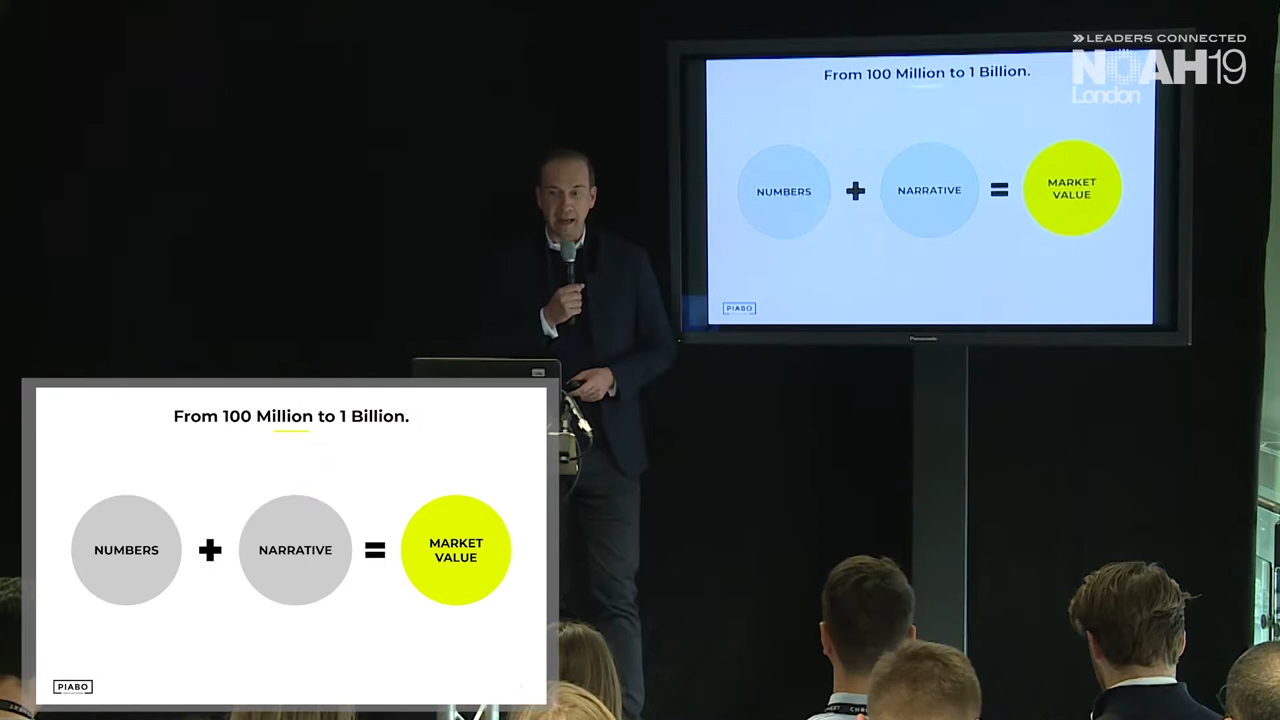 LEADERS CONNECTED
NOAH19
London
From 100 Million to 1 Billion.
NUMBERS + NARRATIVE = MARKET VALUE
PIABO
Panasonic
From 100 Million to 1 Billion.
NUMBERS + NARRATIVE = MARKET VALUE
PIABO